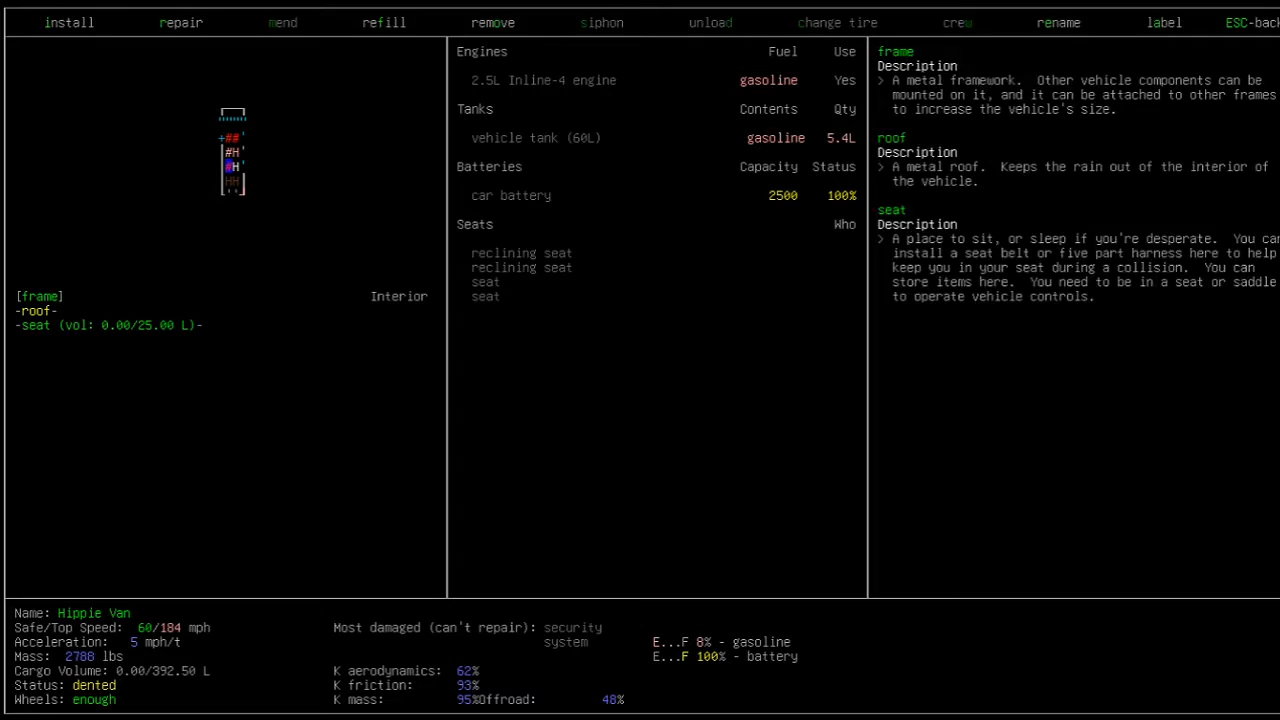 install repair mend refill remove siphon unload change tire crew rename label ESC-back
Engines Fuel Use
2.5L Inline-4 engine gasoline Yes
Tanks Contents Qty
vehicle tank (60L) gasoline 5.4L
Batteries Capacity Status
car battery 2500 100%
Seats Who
reclining seat
reclining seat
seat
seat
frame
Description
> A metal framework.  Other vehicle components can be
mounted on it, and it can be attached to other frames
to increase the vehicle's size.
roof
Description
> A metal roof.  Keeps the rain out of the interior of
the vehicle.
seat
Description
> A place to sit, or sleep if you're desperate.  You can
install a seat belt or five part harness here to help
keep you in your seat during a collision.  You can
store items here.  You need to be in a seat or saddle
to operate vehicle controls.
+##'
#H'
#H'
HH
[frame] Interior
-roof-
-seat (vol: 0.00/25.00 L)-
Name: Hippie Van
Safe/Top Speed: 60/184 mph
Acceleration: 5 mph/t
Mass: 2788 lbs
Cargo Volume: 0.00/392.50 L
Status: dented
Wheels: enough
Most damaged (can't repair): security
system
K aerodynamics: 62%
K friction: 93%
K mass: 95%Offroad: 48%
E...F 8% - gasoline
E...F 100% - battery